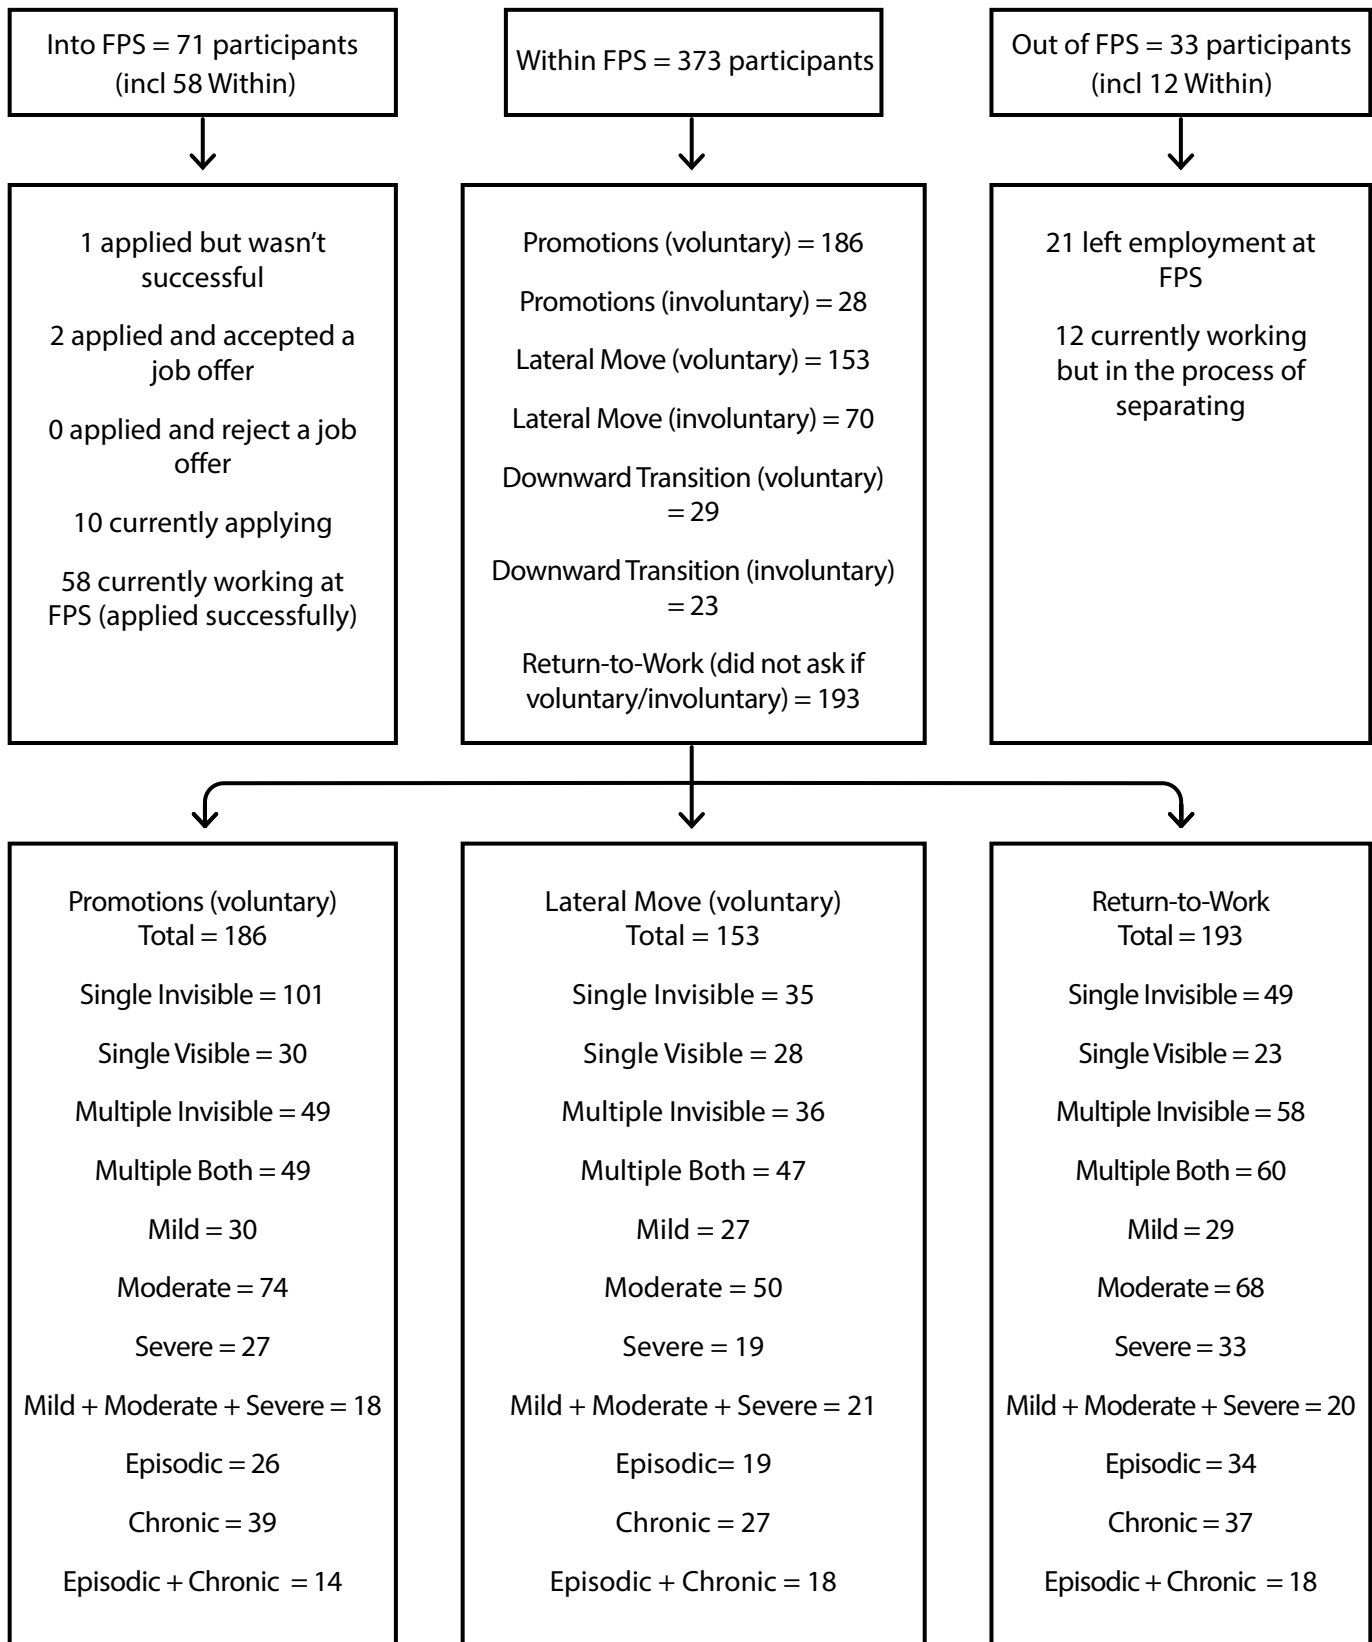 Into FPS = 71 participants
(incl 58 Within)
Within FPS = 373 participants
Out of FPS = 33 participants
(incl 12 Within)
1 applied but wasn’t
successful
2 applied and accepted a
job offer
0 applied and reject a job
offer
10 currently applying
58 currently working at
FPS (applied successfully)
Promotions (voluntary) = 186
Promotions (involuntary) = 28
Lateral Move (voluntary) = 153
Lateral Move (involuntary) = 70
Downward Transition (voluntary)
= 29
Downward Transition (involuntary)
= 23
Return-to-Work (did not ask if
voluntary/involuntary) = 193
21 left employment at
FPS
12 currently working
but in the process of
separating
Promotions (voluntary)
Total = 186
Single Invisible = 101
Single Visible = 30
Multiple Invisible = 49
Multiple Both = 49
Mild = 30
Moderate = 74
Severe = 27
Mild + Moderate + Severe = 18
Episodic = 26
Chronic = 39
Episodic + Chronic = 14
Lateral Move (voluntary)
Total = 153
Single Invisible = 35
Single Visible = 28
Multiple Invisible = 36
Multiple Both = 47
Mild = 27
Moderate = 50
Severe = 19
Mild + Moderate + Severe = 21
Episodic= 19
Chronic = 27
Episodic + Chronic = 18
Return-to-Work
Total = 193
Single Invisible = 49
Single Visible = 23
Multiple Invisible = 58
Multiple Both = 60
Mild = 29
Moderate = 68
Severe = 33
Mild + Moderate + Severe = 20
Episodic = 34
Chronic = 37
Episodic + Chronic = 18